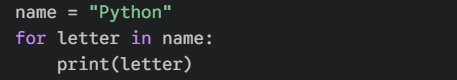 name = "Python"
for letter in name:
    print(letter)